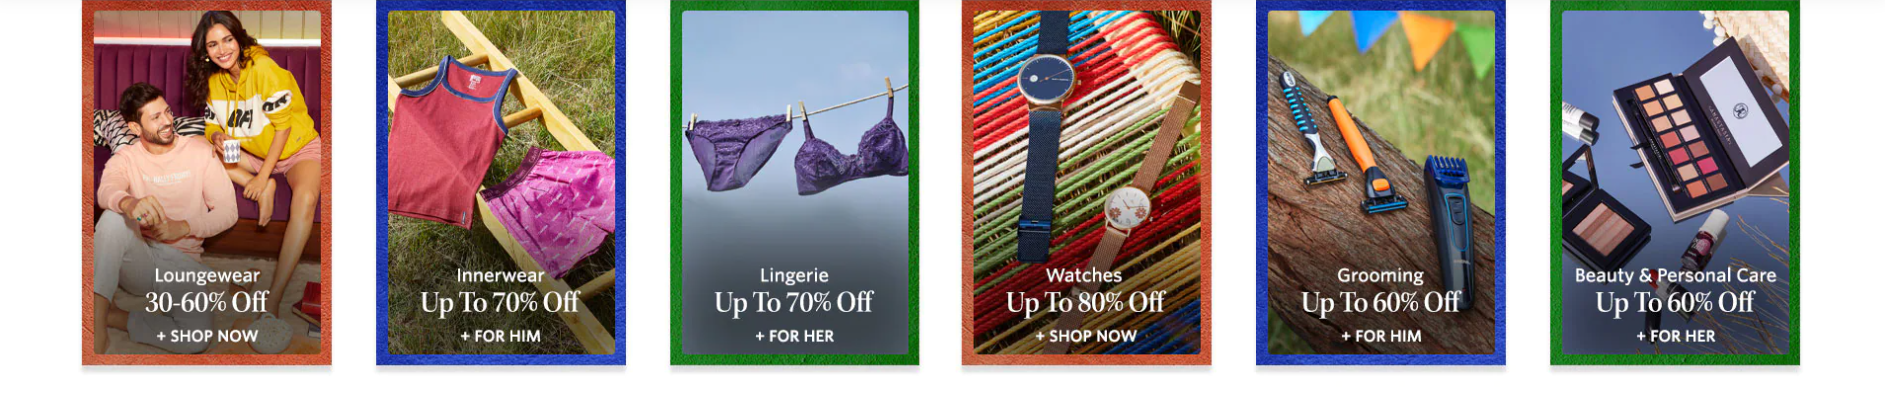 Loungewear
30-60% Off
+ SHOP NOW
Innerwear
Up To 70% Off
+ FOR HIM
Lingerie
Up To 70% Off
+ FOR HER
Watches
Up To 80% Off
+ SHOP NOW
Grooming
Up To 60% Off
+ FOR HIM
Beauty & Personal Care
Up To 60% Off
+ FOR HER